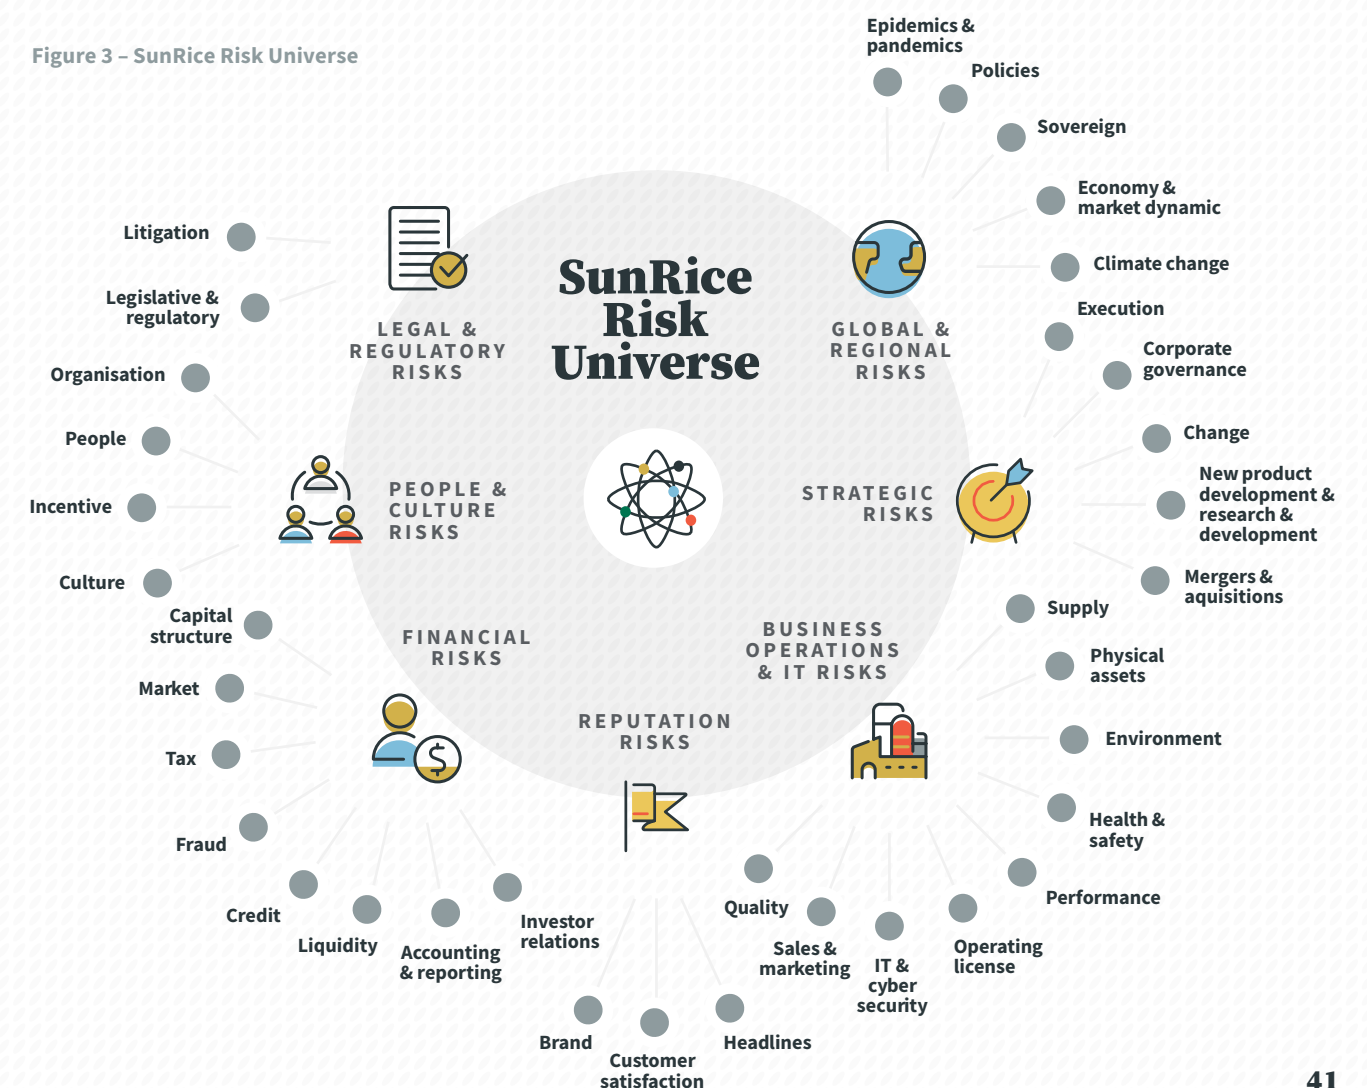 Figure 3 – SunRice Risk Universe
SunRice
Risk
Universe
LEGAL &
REGULATORY
RISKS
Litigation
Legislative &
regulatory
PEOPLE &
CULTURE
RISKS
Organisation
People
Incentive
Culture
FINANCIAL
RISKS
Capital
structure
Market
Tax
Fraud
Credit
Liquidity
Accounting
& reporting
Investor
relations
REPUTATION
RISKS
Brand
Customer
satisfaction
Headlines
BUSINESS
OPERATIONS
& IT RISKS
Quality
Sales &
marketing
IT &
cyber
security
Operating
license
Performance
Health &
safety
Environment
Physical
assets
Supply
STRATEGIC
RISKS
Mergers &
aquisitions
New product
development &
research &
development
Change
Corporate
governance
Execution
GLOBAL &
REGIONAL
RISKS
Climate change
Economy &
market dynamic
Sovereign
Policies
Epidemics &
pandemics
41